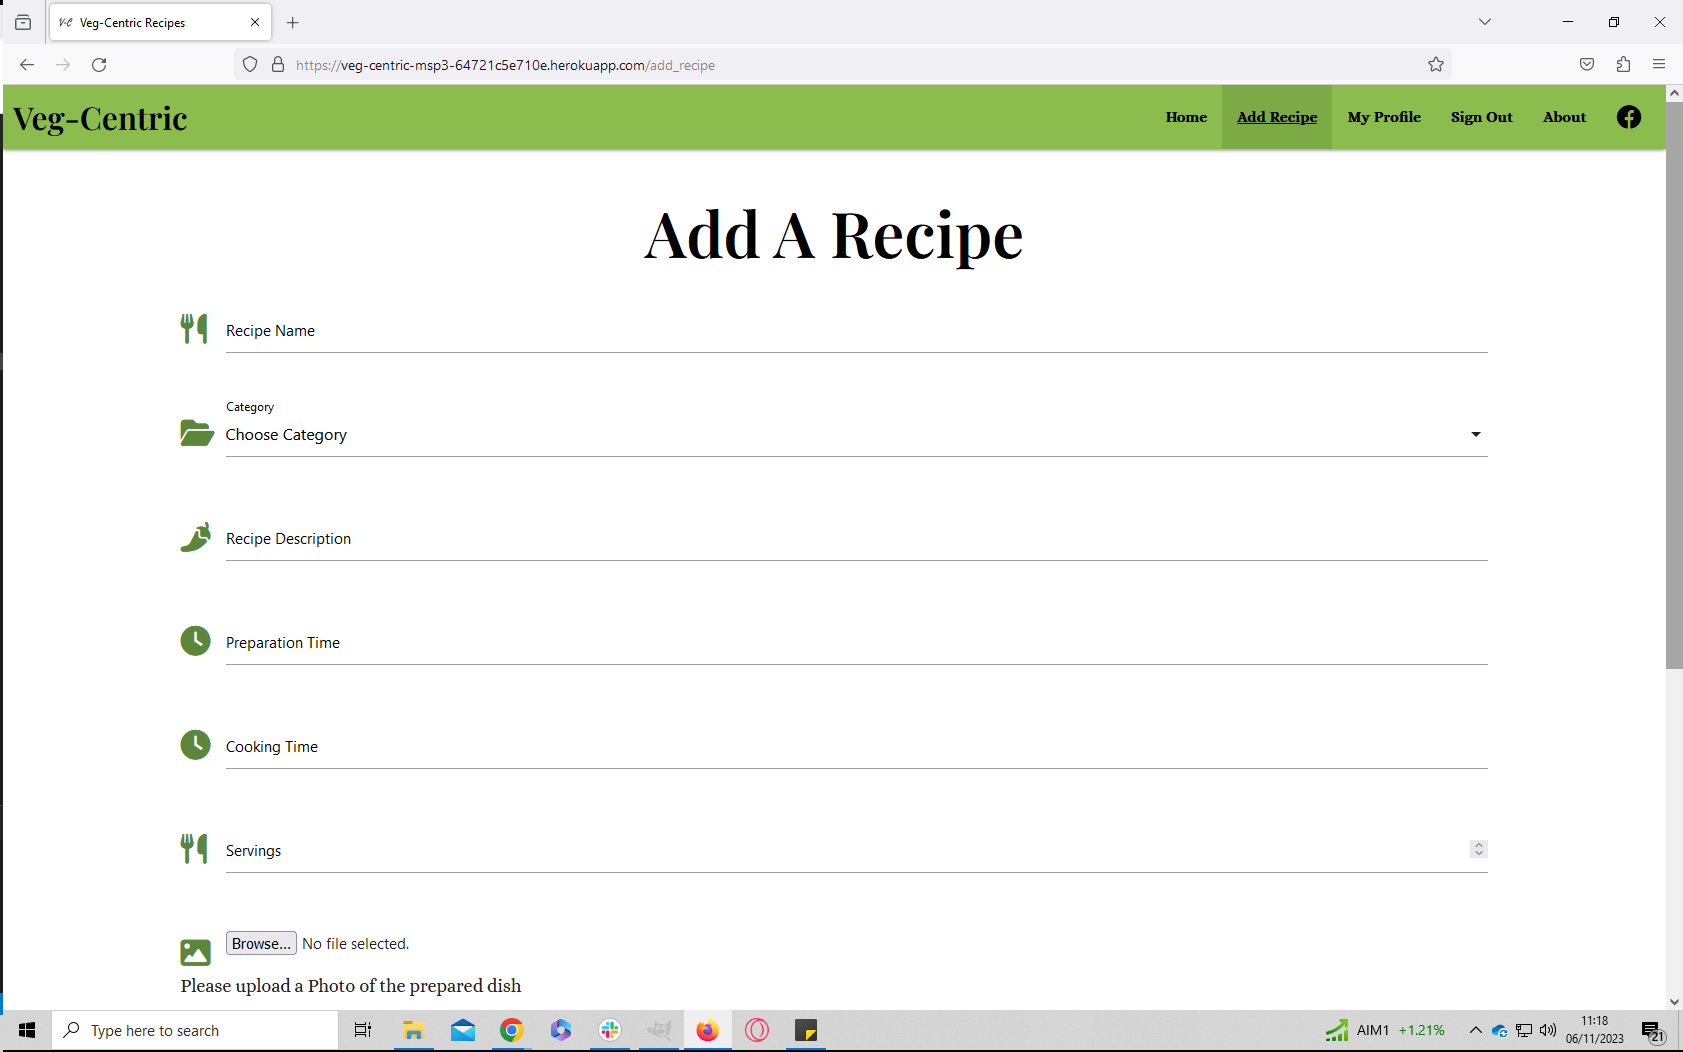 V-C Veg-Centric Recipes
https://veg-centric-msp3-64721c5e710e.herokuapp.com/add_recipe
Veg-Centric
Home Add Recipe My Profile Sign Out About
Add A Recipe
Recipe Name
Category
Choose Category
Recipe Description
Preparation Time
Cooking Time
Servings
Browse... No file selected.
Please upload a Photo of the prepared dish
Type here to search
AIM1 +1.21%
11:18
06/11/2023
21